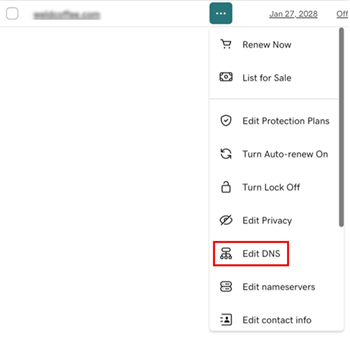 Jan 27, 2028
Off
Renew Now
List for Sale
Edit Protection Plans
Turn Auto-renew On
Turn Lock Off
Edit Privacy
Edit DNS
Edit nameservers
Edit contact info